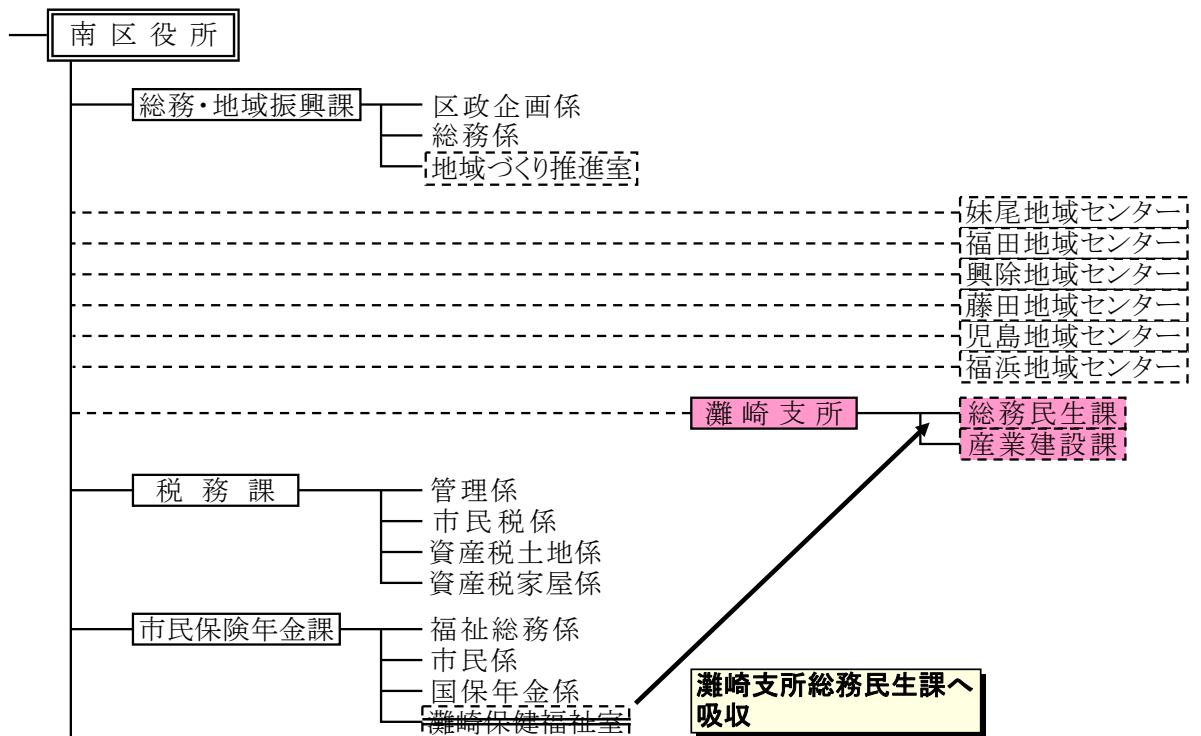 南区役所
総務・地域振興課
区政企画係
総務係
地域づくり推進室
妹尾地域センター
福田地域センター
興除地域センター
藤田地域センター
児島地域センター
福浜地域センター
灘崎支所
総務民生課
産業建設課
税務課
管理係
市民税係
資産税土地係
資産税家屋係
市民保険年金課
福祉総務係
市民係
国保年金係
灘崎保健福祉室
灘崎支所総務民生課へ
吸収